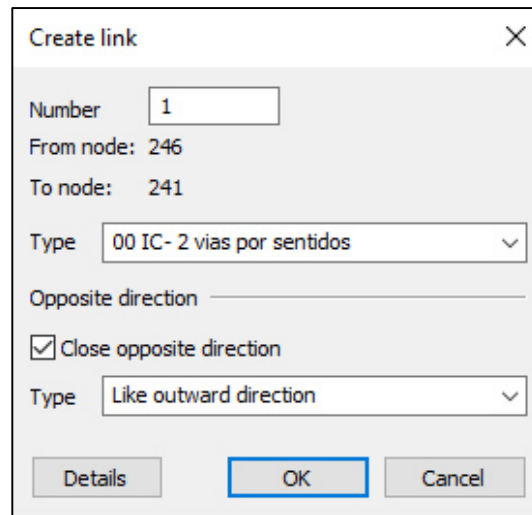 Create link
Number 1
From node: 246
To node: 241
Type 00 IC- 2 vias por sentidos
Opposite direction
Close opposite direction
Type Like outward direction
Details OK Cancel